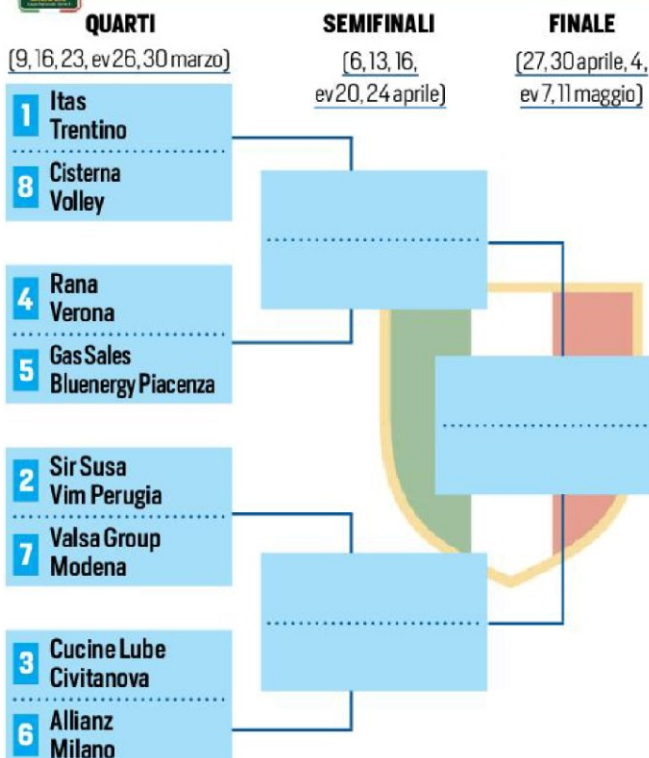 QUARTI
(9, 16, 23, ev 26, 30 marzo)
SEMIFINALI
(6, 13, 16,
ev 20, 24 aprile)
FINALE
(27, 30 aprile, 4,
ev 7, 11 maggio)
1
Itas
Trentino
8
Cisterna
Volley
4
Rana
Verona
5
Gas Sales
Bluenergy Piacenza
2
Sir Susa
Vim Perugia
7
Valsa Group
Modena
3
Cucine Lube
Civitanova
6
Allianz
Milano